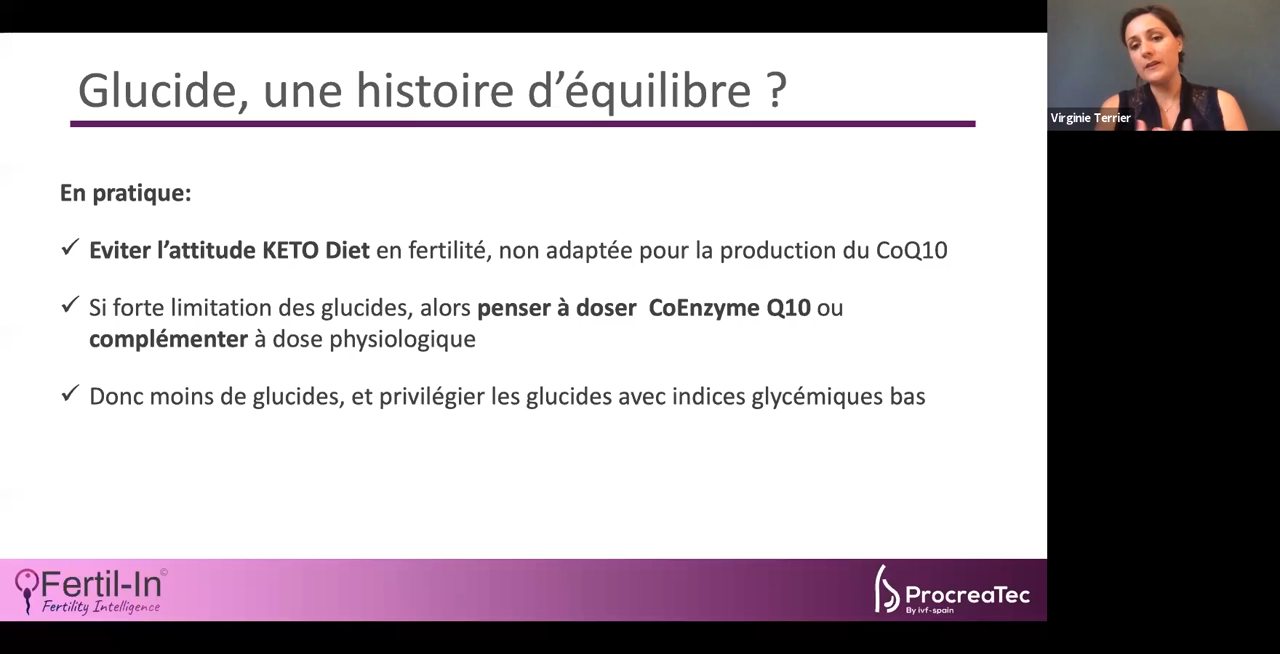 Glucide, une histoire d’équilibre ?
Virginie Terrier
En pratique:
✓ Eviter l’attitude KETO Diet en fertilité, non adaptée pour la production du CoQ10
✓ Si forte limitation des glucides, alors penser à doser CoEnzyme Q10 ou
complémenter à dose physiologique
✓ Donc moins de glucides, et privilégier les glucides avec indices glycémiques bas
Fertil-In©
Fertility Intelligence
ProcreaTec
By ivf-spain